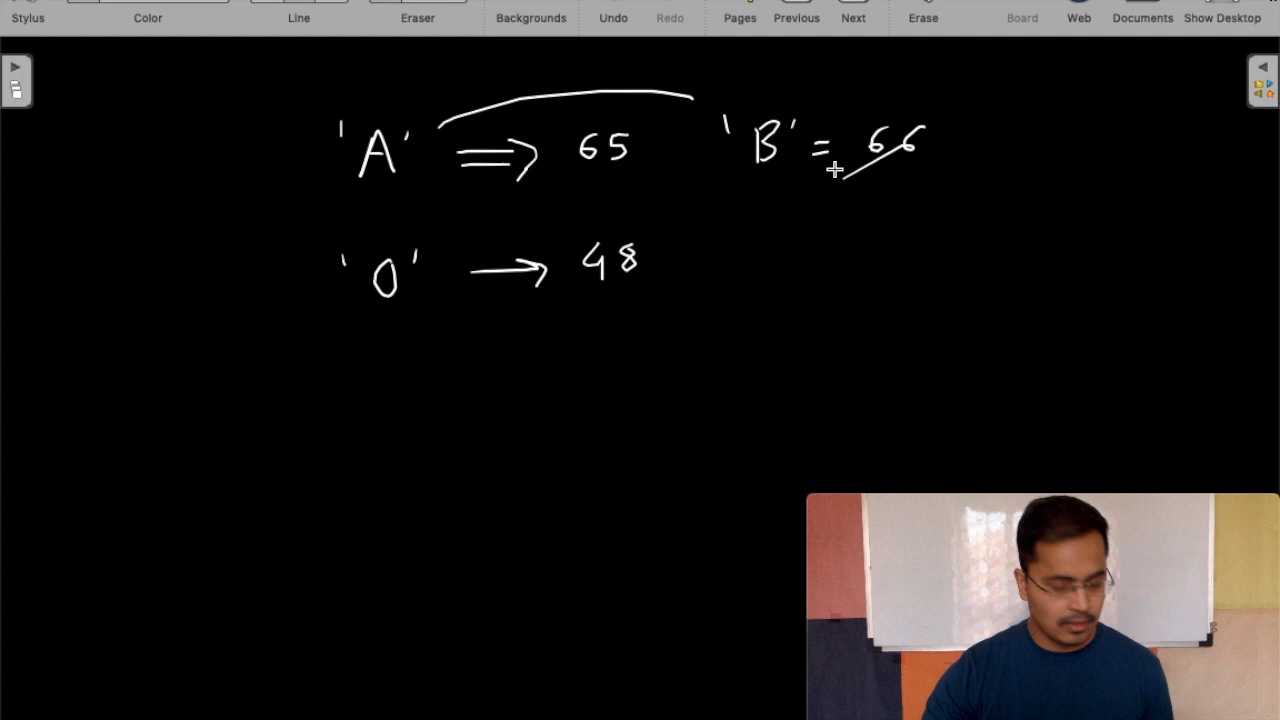 Stylus Color Line Eraser Backgrounds Undo Redo Pages Previous Next Erase Board Web Documents Show Desktop
'A' ⇒ 65 'B' = 66
'0' → 48